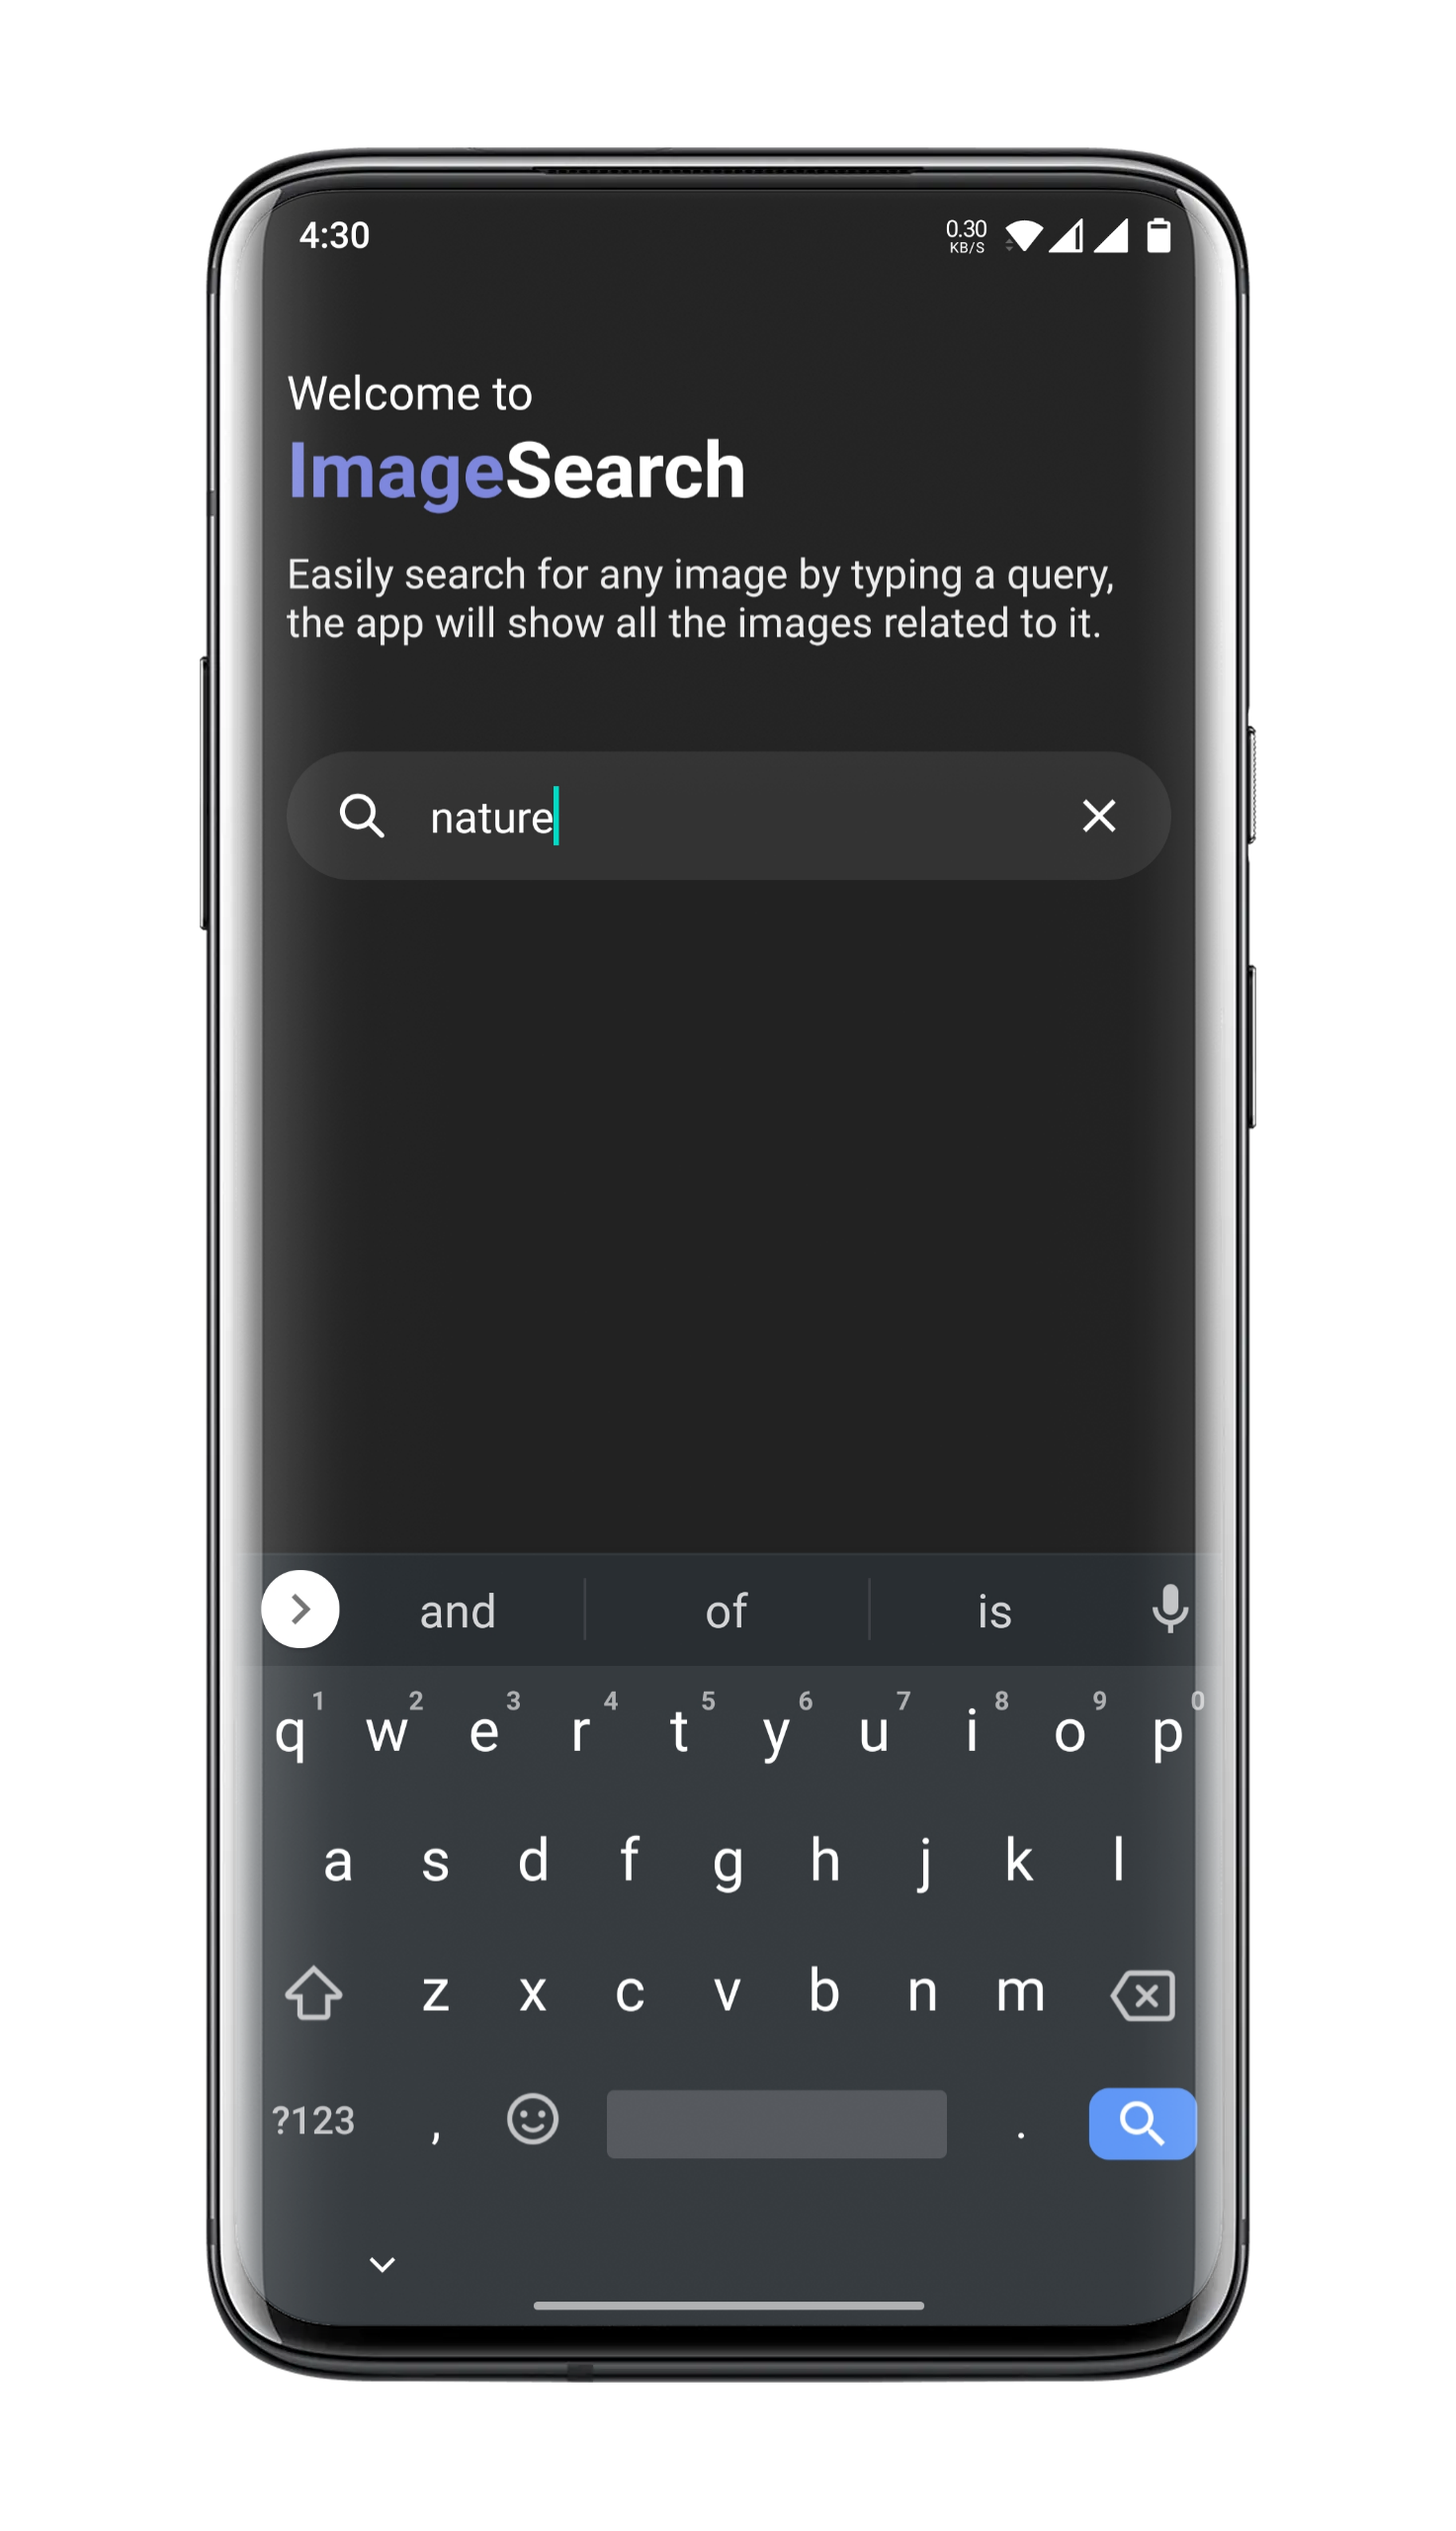 4:30
0.30
KB/S
Welcome to
ImageSearch
Easily search for any image by typing a query,
the app will show all the images related to it.
nature
and of is
1 2 3 4 5 6 7 8 9 0
q w e r t y u i o p
a s d f g h j k l
z x c v b n m
?123 , .